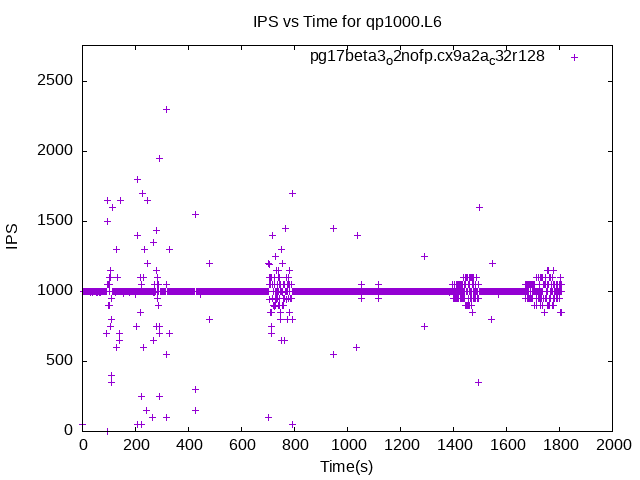 IPS vs Time for qp1000.L6
pg17beta3o2nofp.cx9a2ac32r128
2500
2000
1500
1000
500
0
IPS
0 200 400 600 800 1000 1200 1400 1600 1800 2000
Time(s)